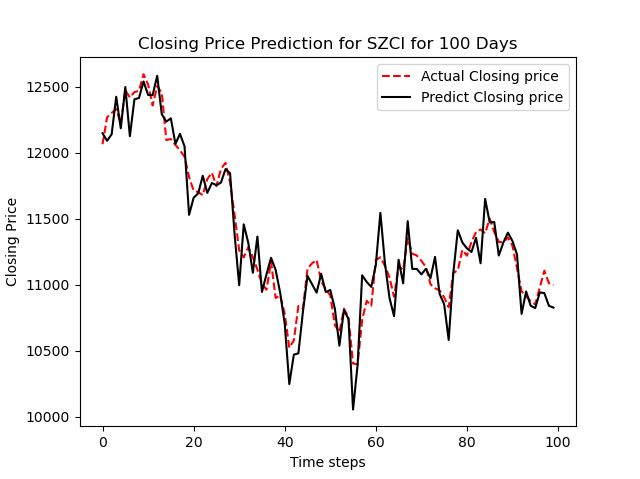 Closing Price Prediction for SZCI for 100 Days
Actual Closing price
Predict Closing price
Closing Price
12500
12000
11500
11000
10500
10000
0 20 40 60 80 100
Time steps